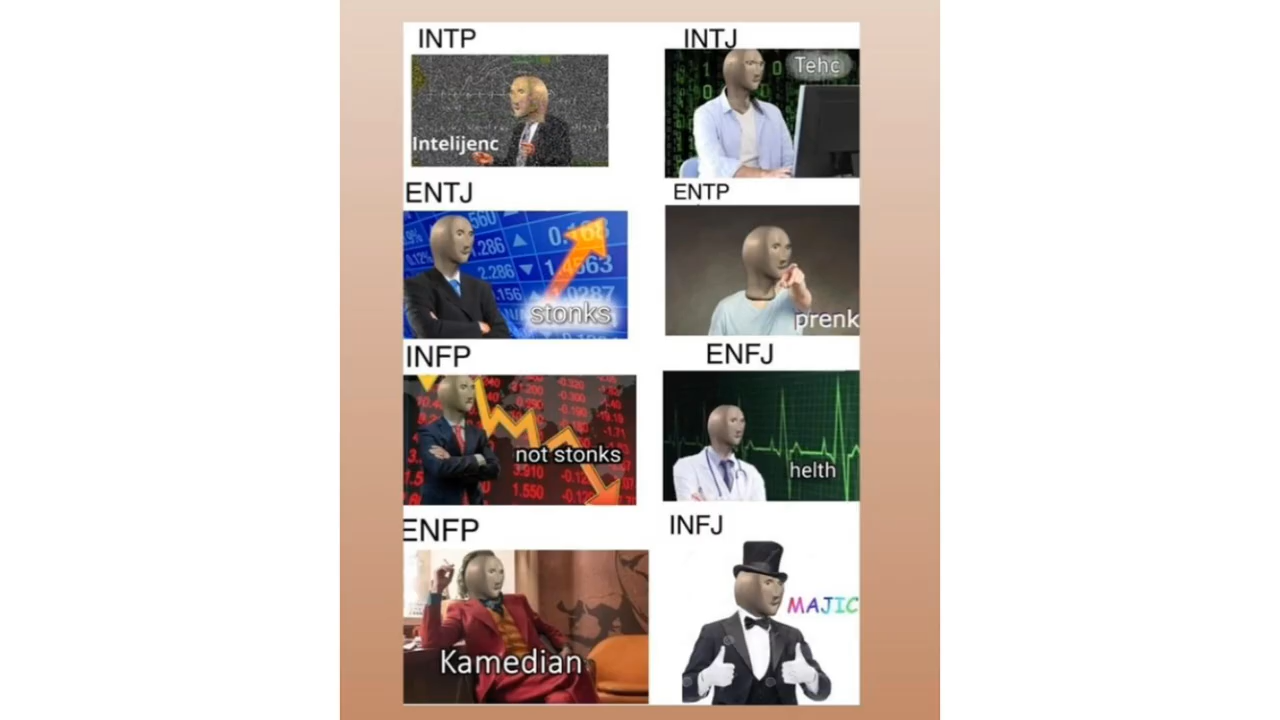 INTP
INTJ
Intelijenc
Tehc
ENTJ
ENTP
stonks
prenk
INFP
ENFJ
not stonks
helth
ENFP
INFJ
Kamedian
MAJIC